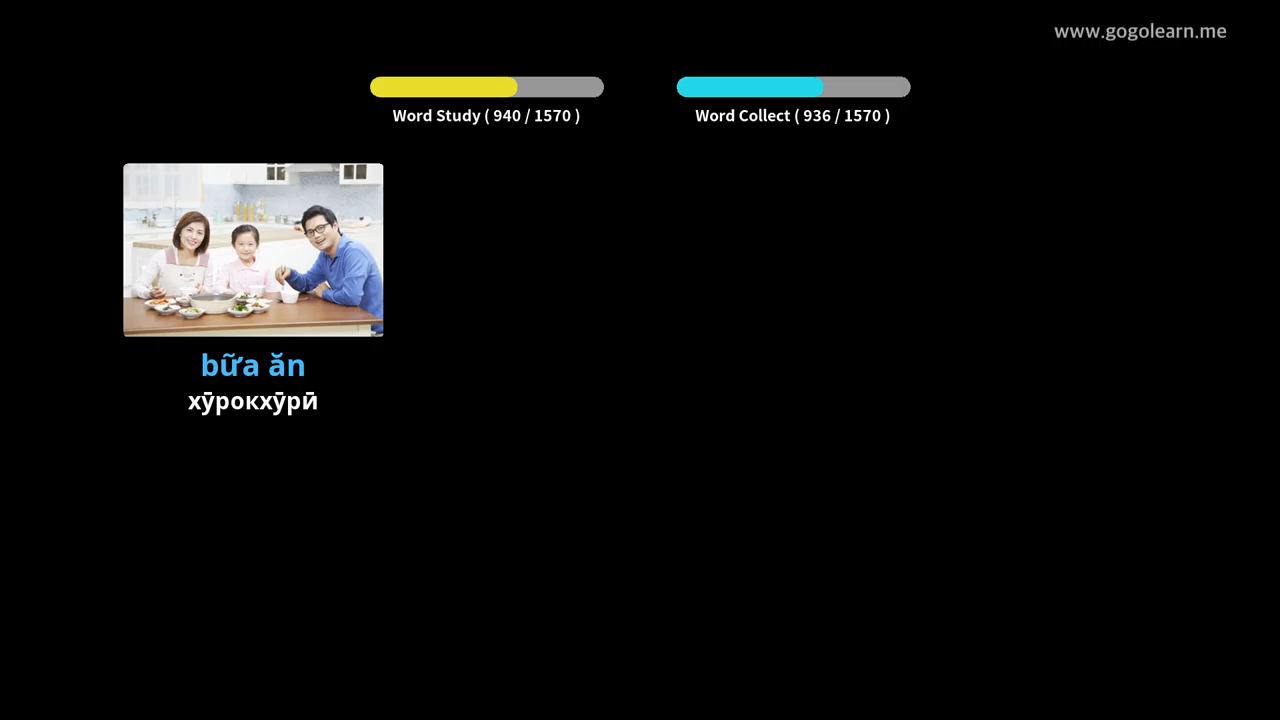 www.gogolearn.me
Word Study ( 940 / 1570 )
Word Collect ( 936 / 1570 )
bữa ăn
хӯрокхӯрӣ